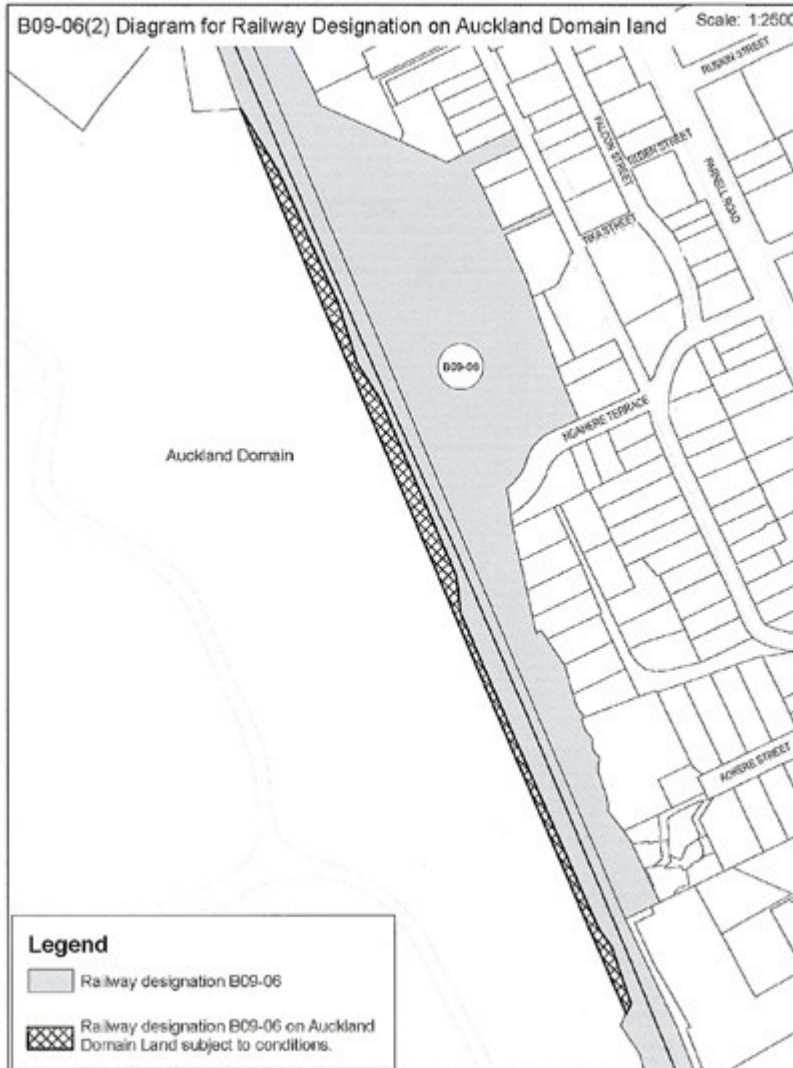 B09-06(2) Diagram for Railway Designation on Auckland Domain land
Scale: 1:2500
RUSKIN STREET
FALCON STREET
PARNELL ROAD
B09-06
NGAHERE TERRACE
Auckland Domain
Legend
Railway designation B09-06
Railway designation B09-06 on Auckland
Domain Land subject to conditions.